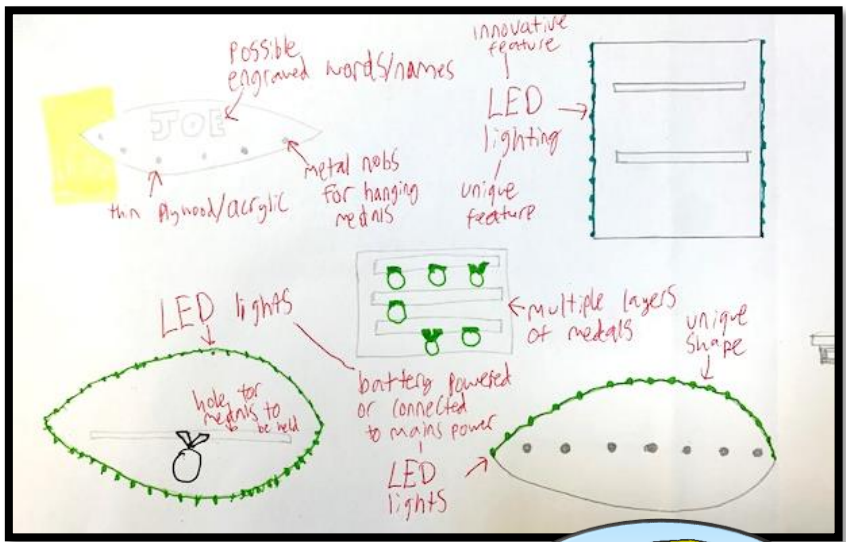 possible
engraved words/names
JOE
metal nobs
for hanging
medals
thin plywood/acrylic
innovative
feature
LED
lighting
unique
feature
LED lights
hole for
medals to
be held
multiple layers
of medals
battery powered
or connected
to mains power
LED
lights
unique
shape